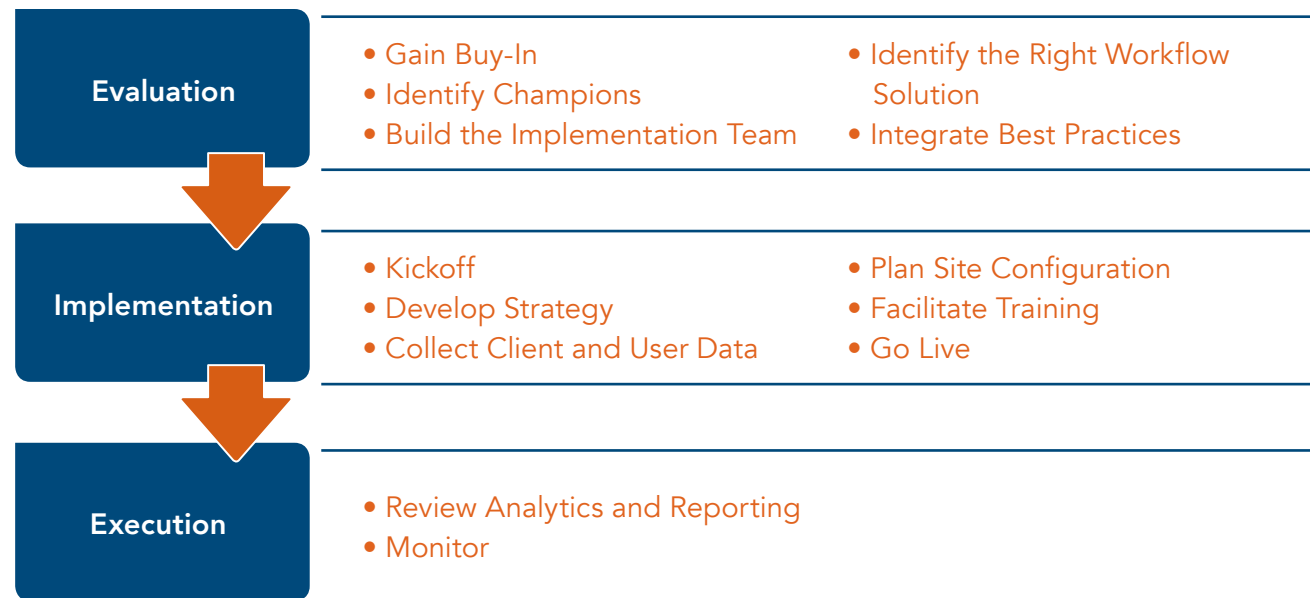 Evaluation
• Gain Buy-In
• Identify Champions
• Build the Implementation Team
• Identify the Right Workflow
Solution
• Integrate Best Practices
Implementation
• Kickoff
• Develop Strategy
• Collect Client and User Data
• Plan Site Configuration
• Facilitate Training
• Go Live
Execution
• Review Analytics and Reporting
• Monitor